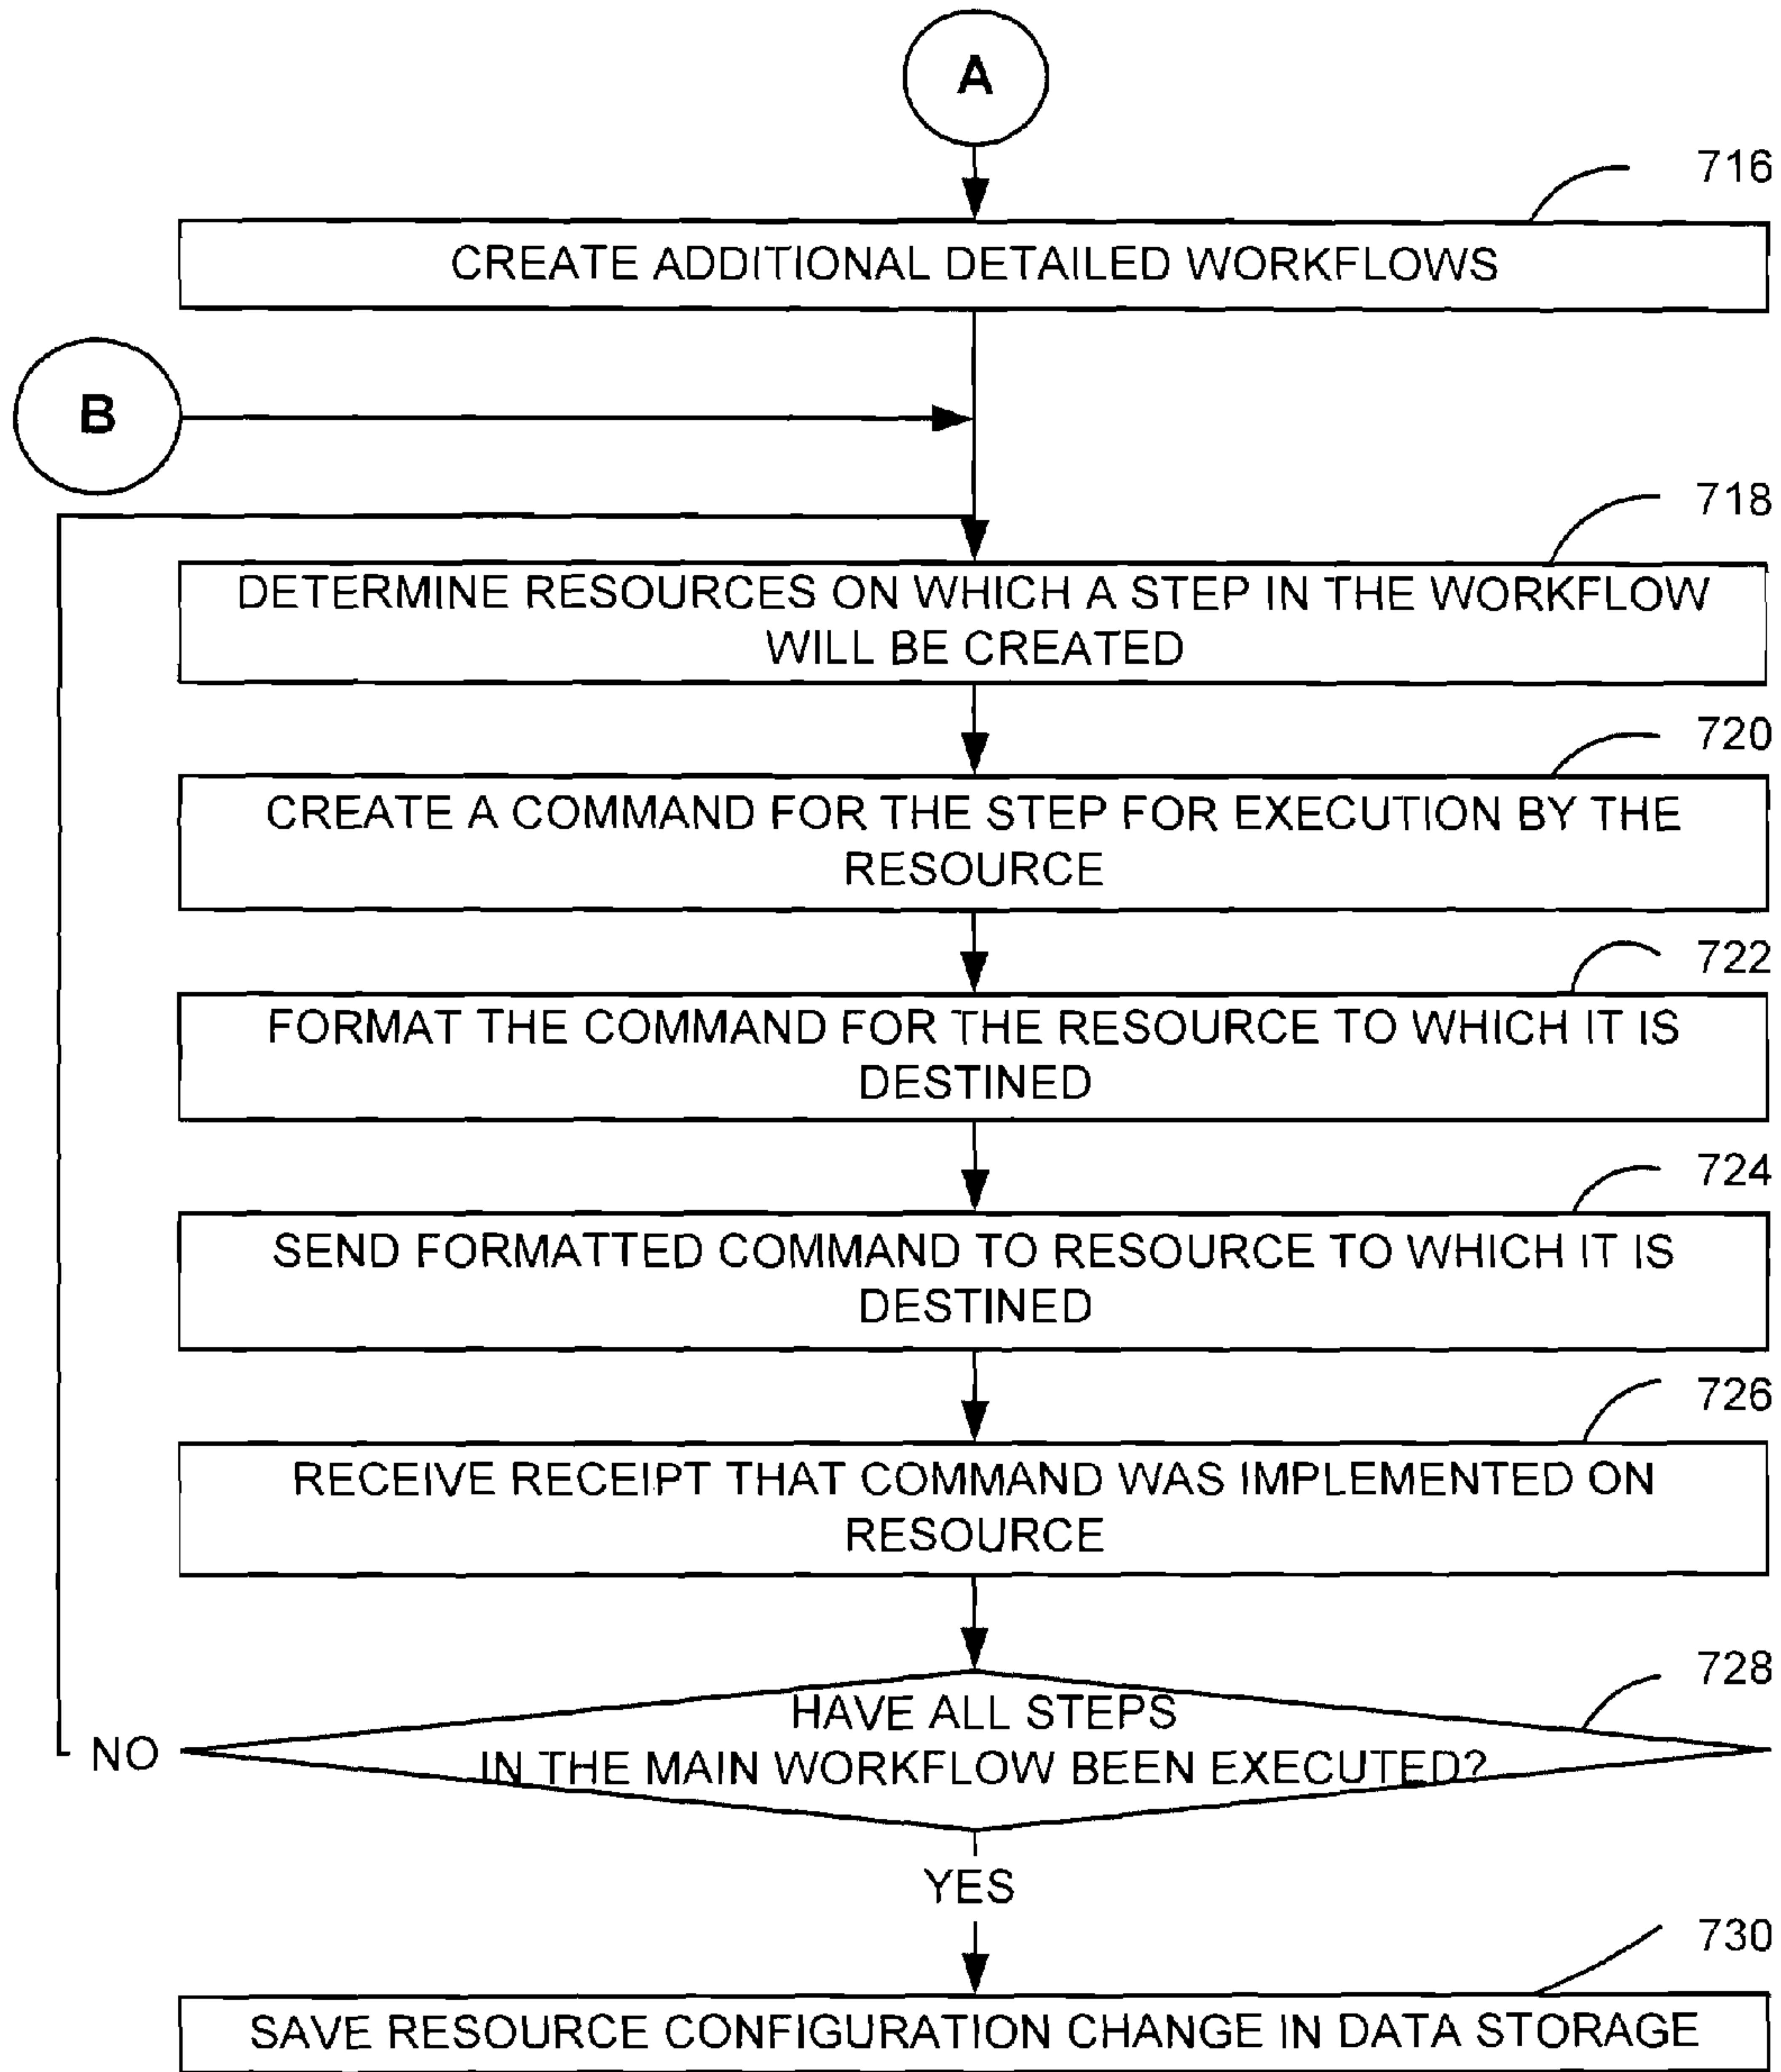 A
716
CREATE ADDITIONAL DETAILED WORKFLOWS
B
718
DETERMINE RESOURCES ON WHICH A STEP IN THE WORKFLOW
WILL BE CREATED
720
CREATE A COMMAND FOR THE STEP FOR EXECUTION BY THE
RESOURCE
722
FORMAT THE COMMAND FOR THE RESOURCE TO WHICH IT IS
DESTINED
724
SEND FORMATTED COMMAND TO RESOURCE TO WHICH IT IS
DESTINED
726
RECEIVE RECEIPT THAT COMMAND WAS IMPLEMENTED ON
RESOURCE
728
HAVE ALL STEPS
IN THE MAIN WORKFLOW BEEN EXECUTED?
NO
YES
730
SAVE RESOURCE CONFIGURATION CHANGE IN DATA STORAGE